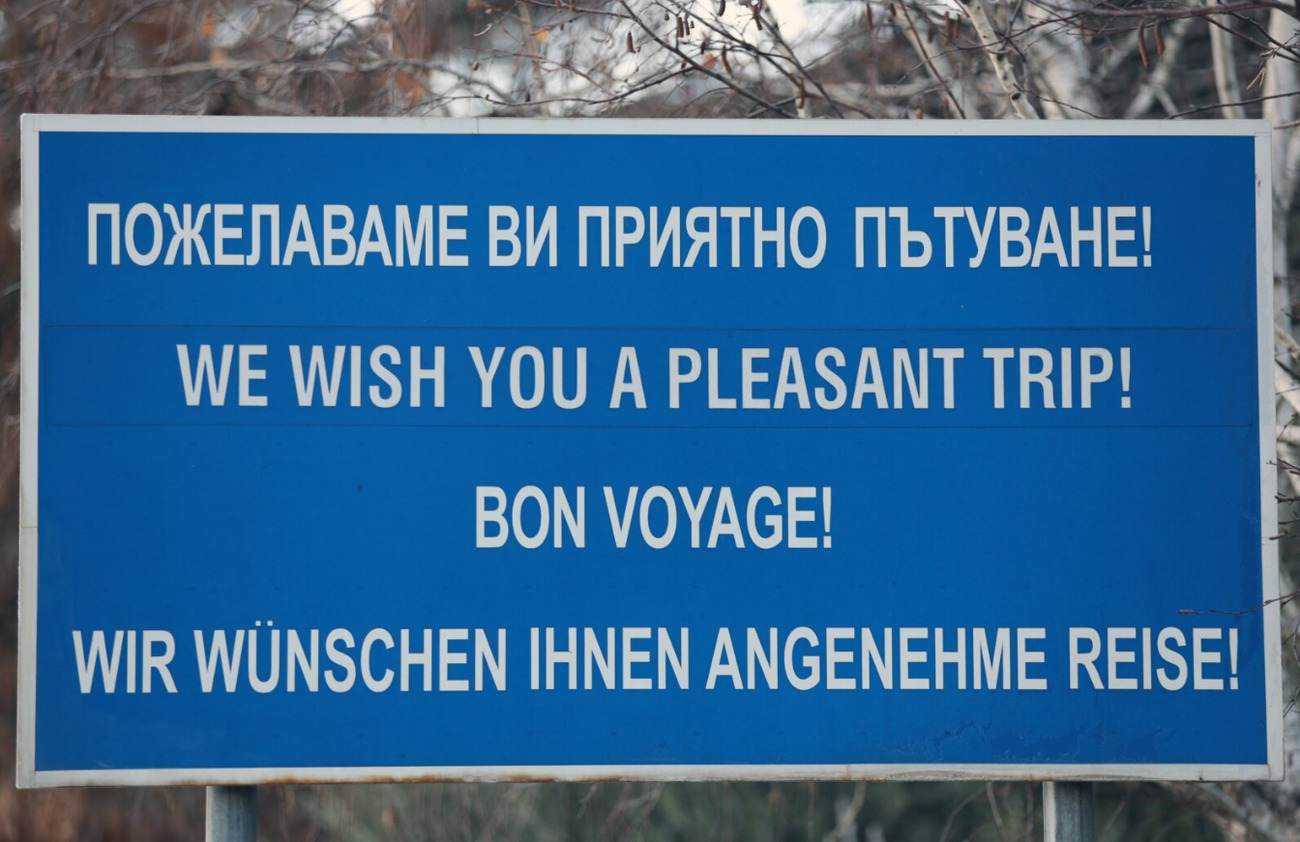 ПОЖЕЛАВАМЕ ВИ ПРИЯТНО ПЪТУВАНЕ!
WE WISH YOU A PLEASANT TRIP!
BON VOYAGE!
WIR WÜNSCHEN IHNEN ANGENEHME REISE!